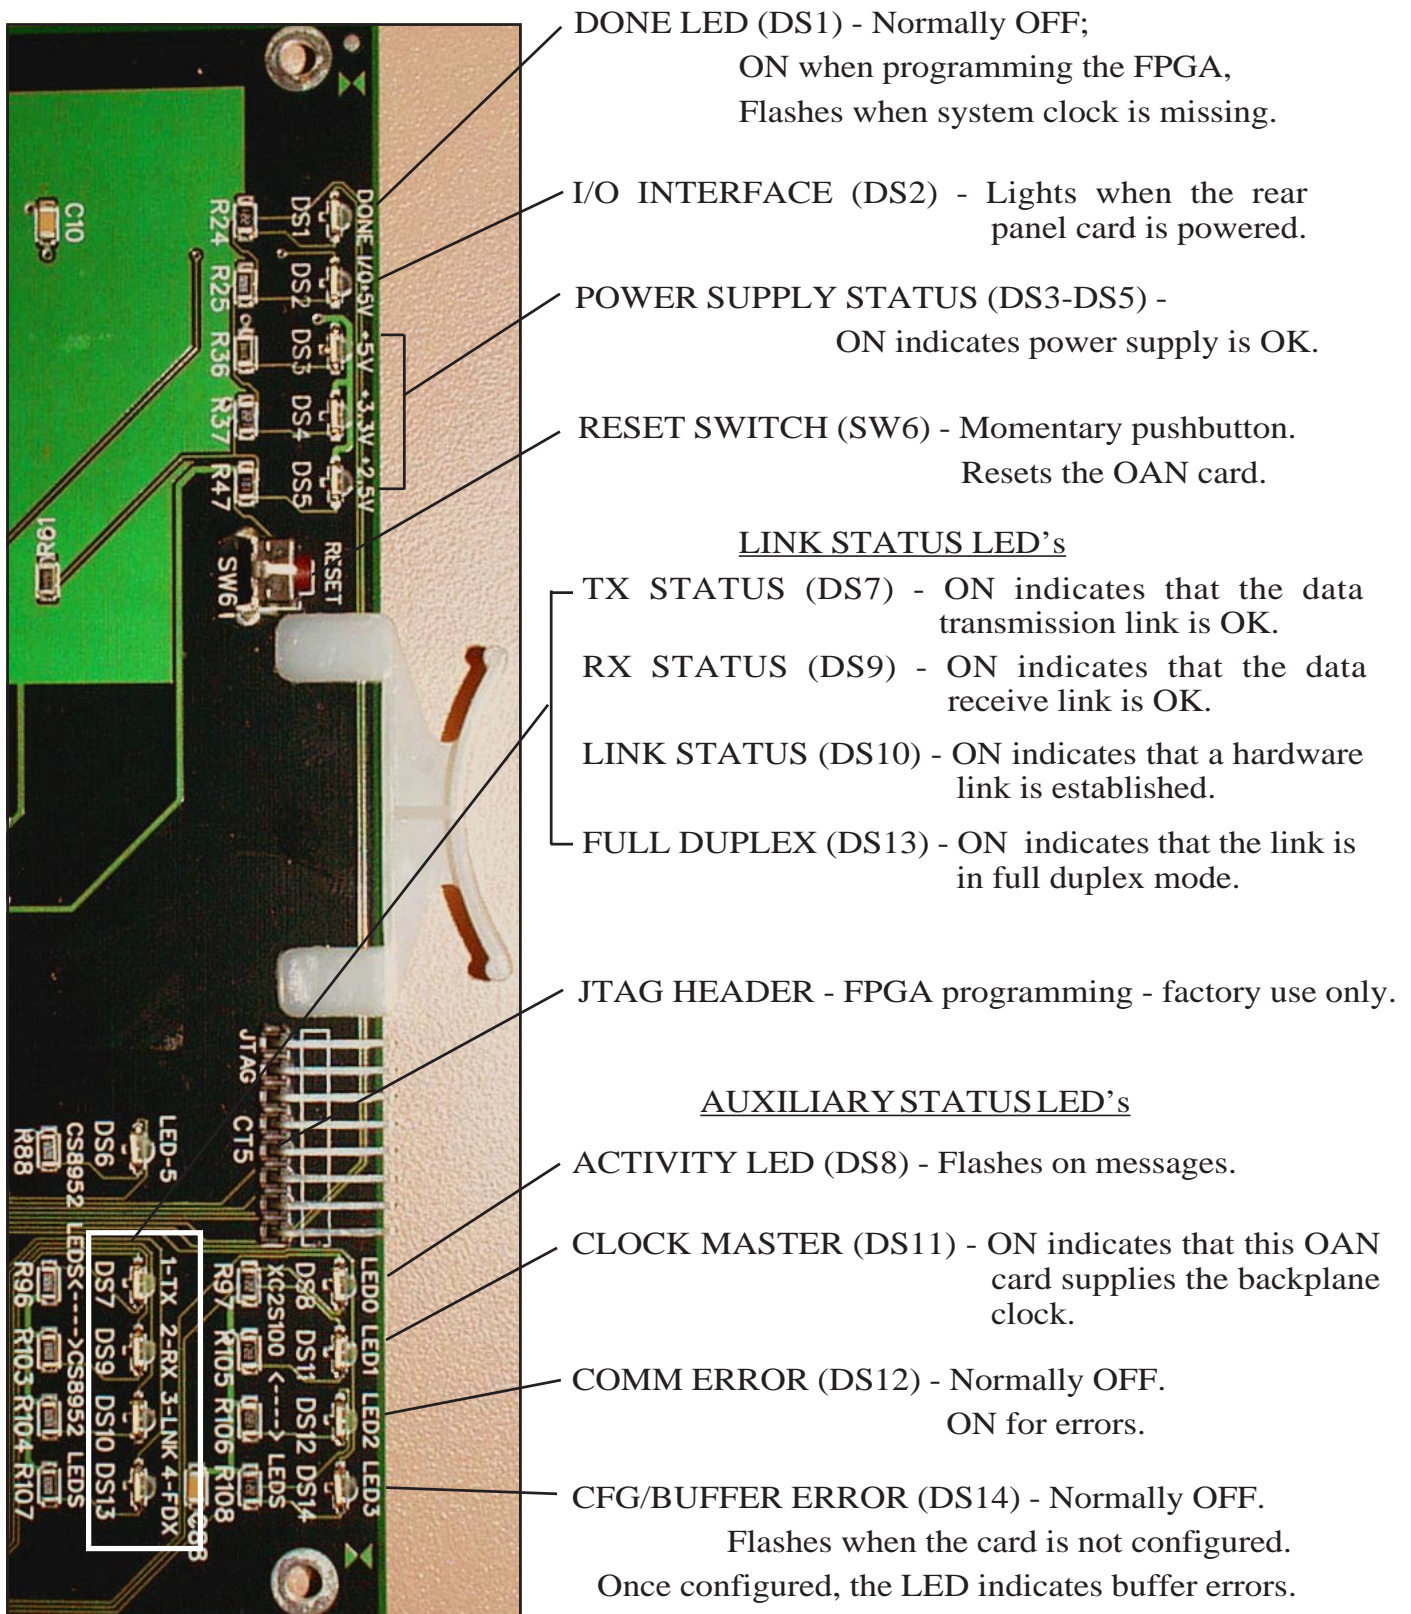 DONE LED (DS1) - Normally OFF;
ON when programming the FPGA,
Flashes when system clock is missing.
I/O INTERFACE (DS2) - Lights when the rear
panel card is powered.
POWER SUPPLY STATUS (DS3-DS5) -
ON indicates power supply is OK.
RESET SWITCH (SW6) - Momentary pushbutton.
Resets the OAN card.
LINK STATUS LED's
TX STATUS (DS7) - ON indicates that the data
transmission link is OK.
RX STATUS (DS9) - ON indicates that the data
receive link is OK.
LINK STATUS (DS10) - ON indicates that a hardware
link is established.
FULL DUPLEX (DS13) - ON indicates that the link is
in full duplex mode.
JTAG HEADER - FPGA programming - factory use only.
AUXILIARY STATUS LED's
ACTIVITY LED (DS8) - Flashes on messages.
CLOCK MASTER (DS11) - ON indicates that this OAN
card supplies the backplane
clock.
COMM ERROR (DS12) - Normally OFF.
ON for errors.
CFG/BUFFER ERROR (DS14) - Normally OFF.
Flashes when the card is not configured.
Once configured, the LED indicates buffer errors.
DONE I/O+5V +5V +3.3V +2.5V
DS1 DS2 DS3 DS4 DS5
R24 R25 R36 R37 R47
C10
R61
SW6
RESET
JTAG CT5
LED-5
DS6
CS8952 LEDS<---->CS8952 LEDS
R88
1-TX 2-RX 3-LNK 4-FDX
DS7 DS9 DS10 DS13
R96 R103 R104 R107
LED0 LED1 LED2 LED3
DS8 DS11 DS12 DS14
XC2S100 <----> LEDS
R97 R105 R106 R108